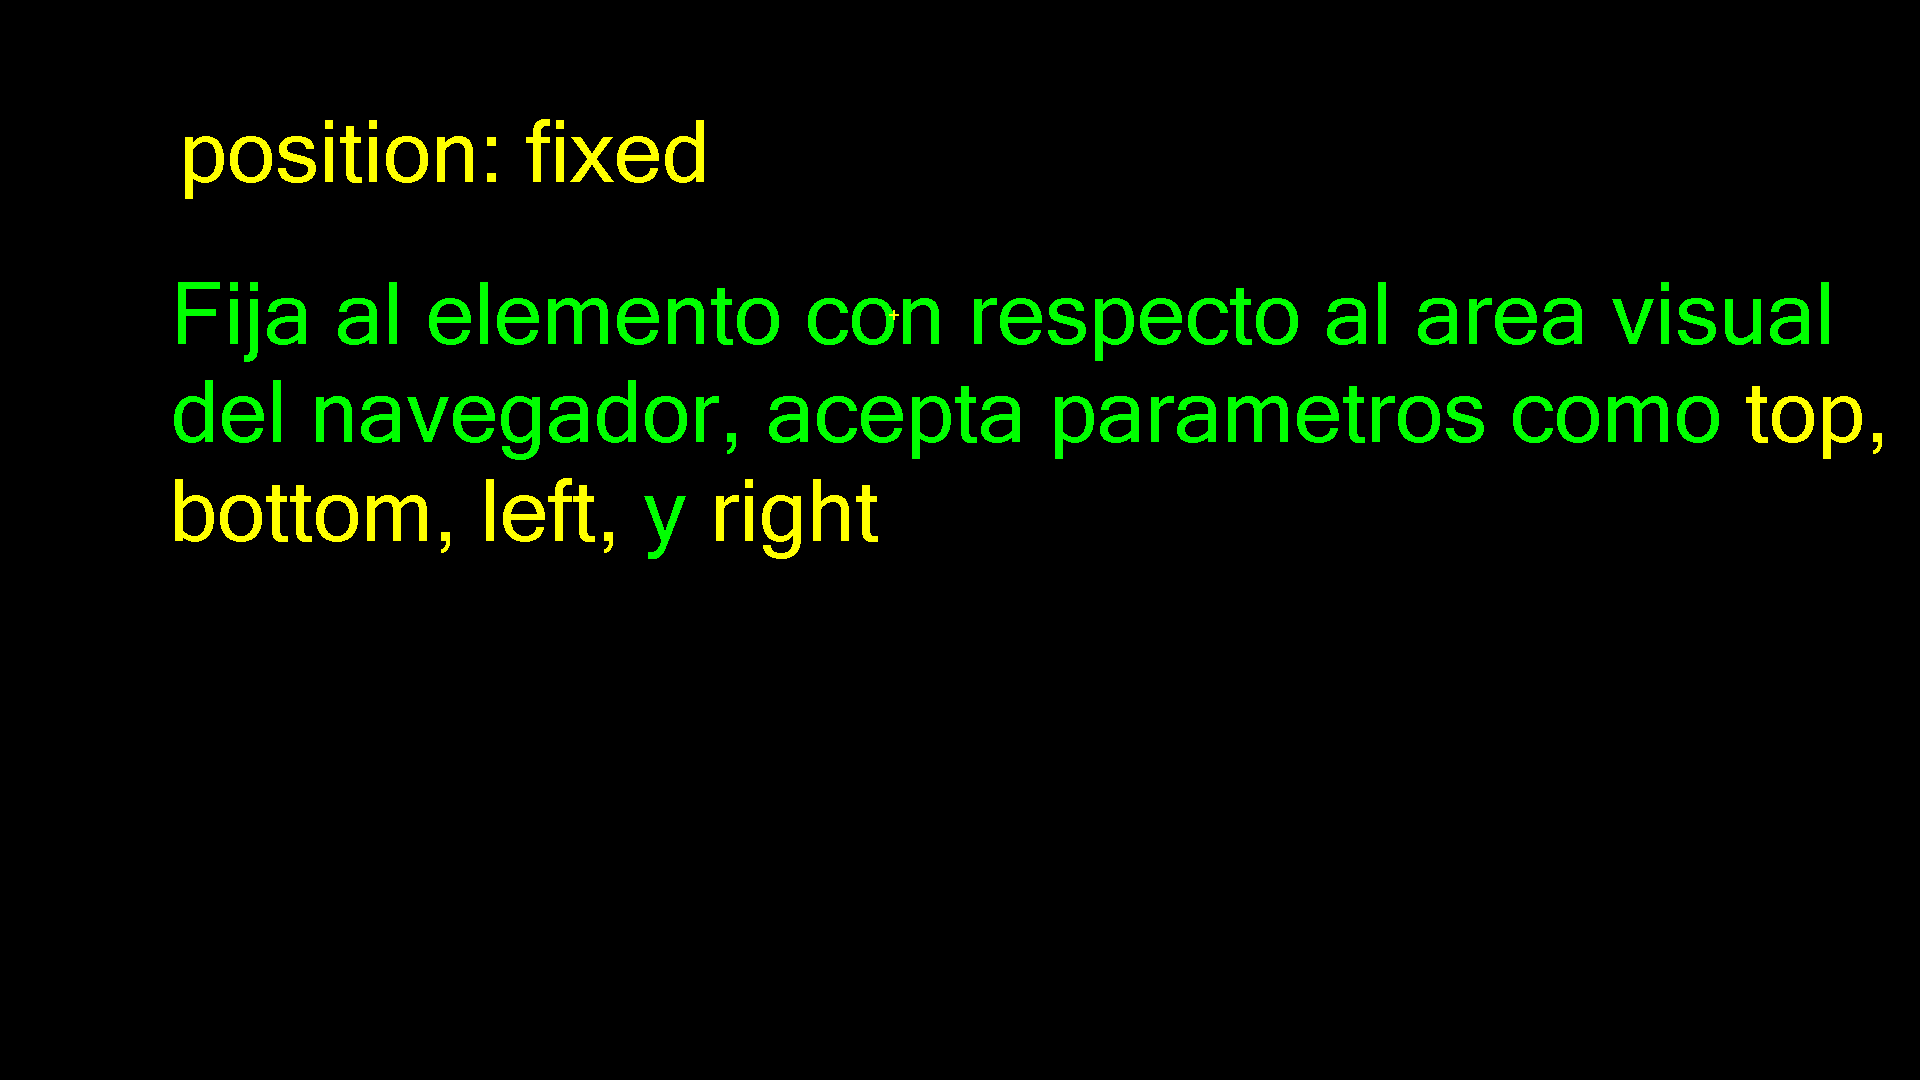 position: fixed
Fija al elemento con respecto al area visual
del navegador, acepta parametros como top,
bottom, left, y right